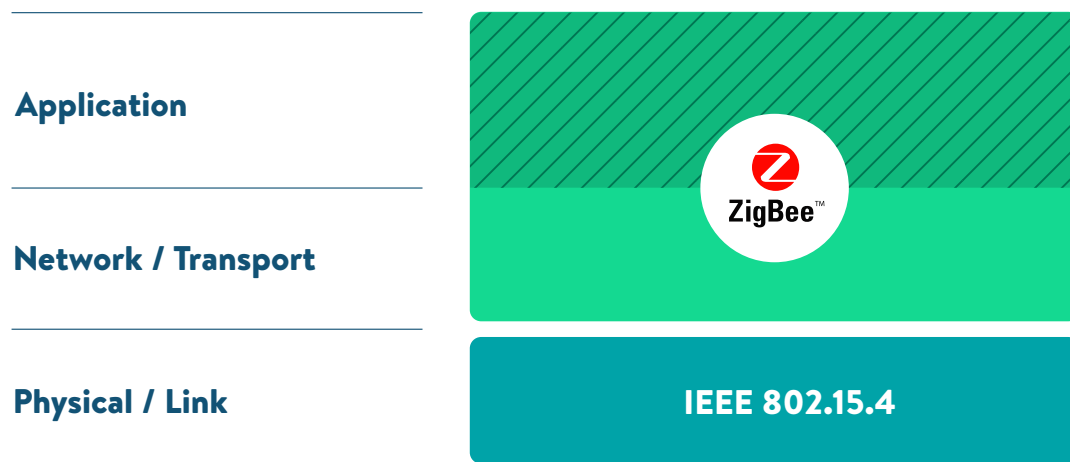 Application
ZigBee™
Network / Transport
Physical / Link
IEEE 802.15.4